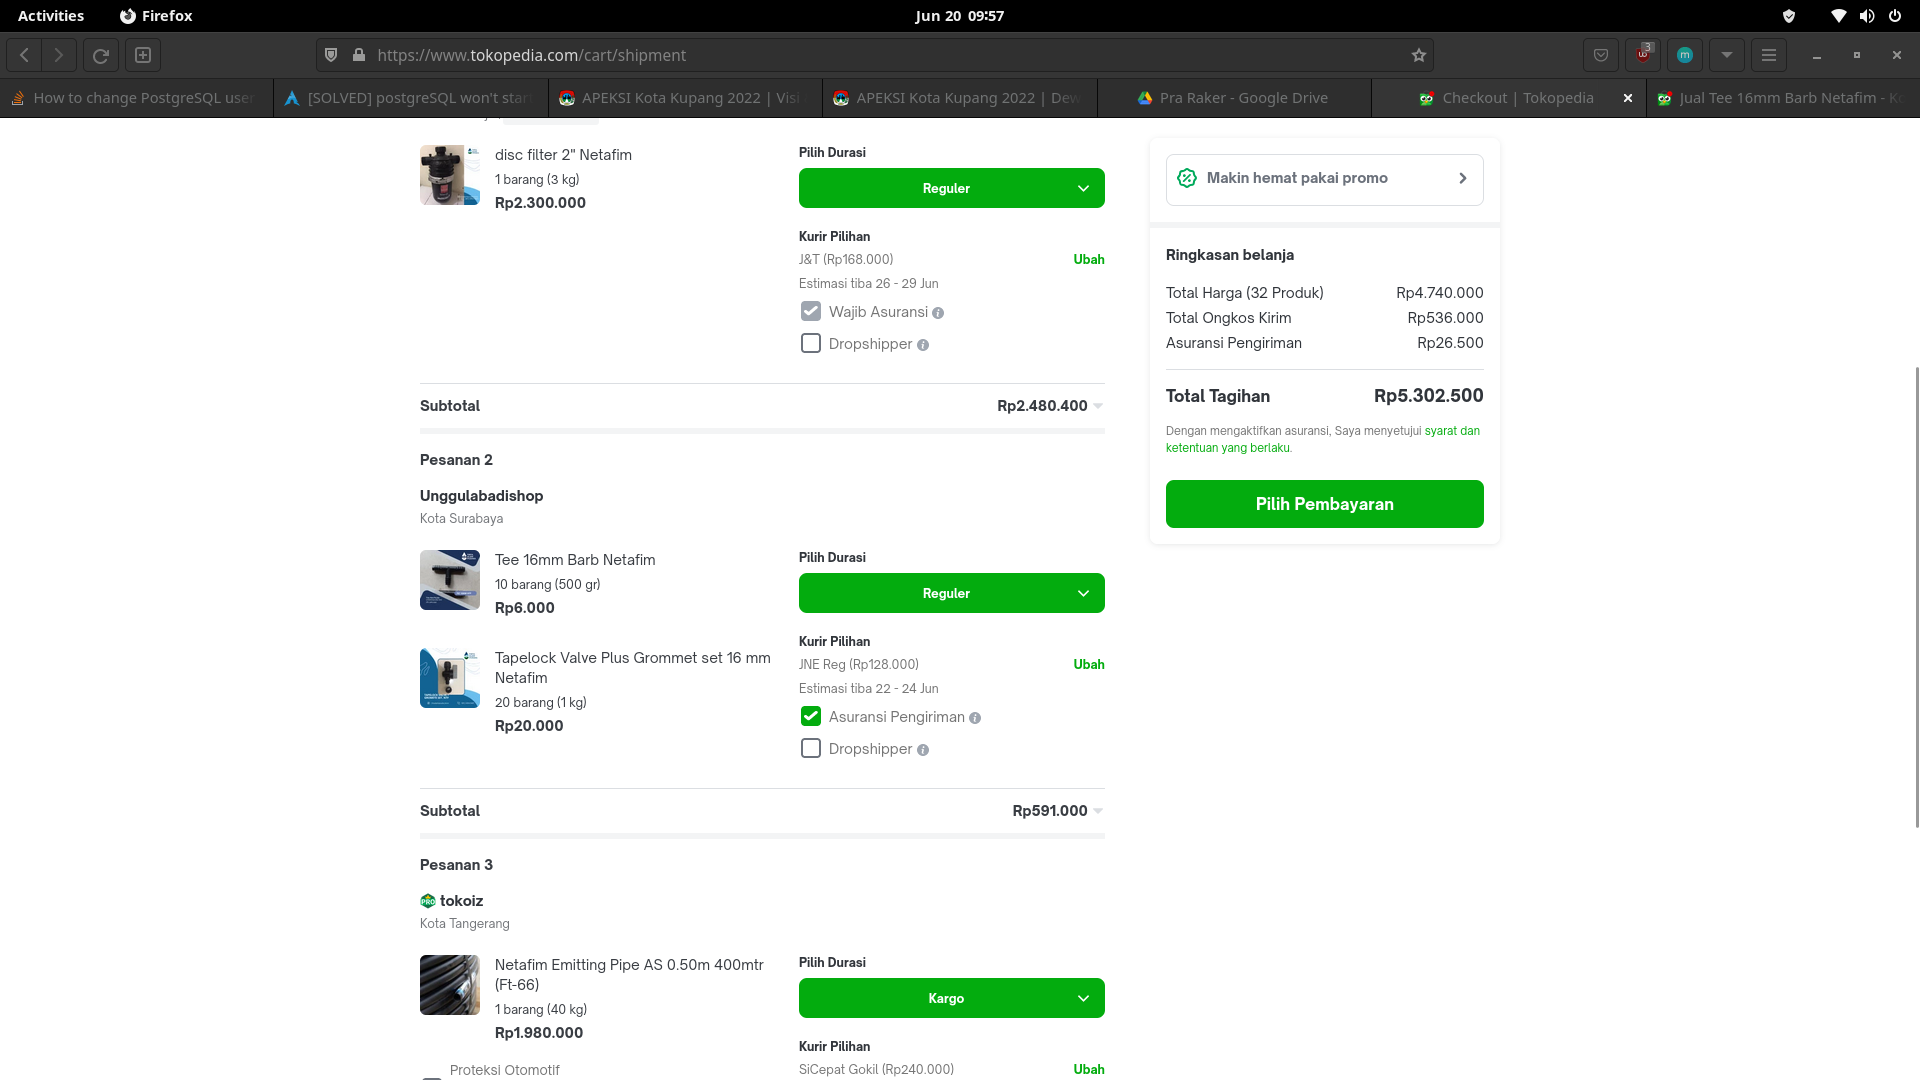 Activities
Firefox
Jun 20 09:57
https://www.tokopedia.com/cart/shipment
3
m
How to change PostgreSQL user
[SOLVED] postgreSQL won't star
APEKSI Kota Kupang 2022 | Visi
APEKSI Kota Kupang 2022 | Dew
Pra Raker - Google Drive
Checkout | Tokopedia
Jual Tee 16mm Barb Netafim - Ko
disc filter 2" Netafim
1 barang (3 kg)
Rp2.300.000
Pilih Durasi
Reguler
Kurir Pilihan
J&T (Rp168.000)
Ubah
Estimasi tiba 26 - 29 Jun
Wajib Asuransi
Dropshipper
Subtotal
Rp2.480.400
Pesanan 2
Unggulabadishop
Kota Surabaya
Tee 16mm Barb Netafim
10 barang (500 gr)
Rp6.000
Tapelock Valve Plus Grommet set 16 mm
Netafim
20 barang (1 kg)
Rp20.000
Pilih Durasi
Reguler
Kurir Pilihan
JNE Reg (Rp128.000)
Ubah
Estimasi tiba 22 - 24 Jun
Asuransi Pengiriman
Dropshipper
Subtotal
Rp591.000
Pesanan 3
PRO
tokoiz
Kota Tangerang
Netafim Emitting Pipe AS 0.50m 400mtr
(Ft-66)
1 barang (40 kg)
Rp1.980.000
Proteksi Otomotif
Pilih Durasi
Kargo
Kurir Pilihan
SiCepat Gokil (Rp240.000)
Ubah
Makin hemat pakai promo
Ringkasan belanja
Total Harga (32 Produk)
Rp4.740.000
Total Ongkos Kirim
Rp536.000
Asuransi Pengiriman
Rp26.500
Total Tagihan
Rp5.302.500
Dengan mengaktifkan asuransi, Saya menyetujui syarat dan
ketentuan yang berlaku.
Pilih Pembayaran